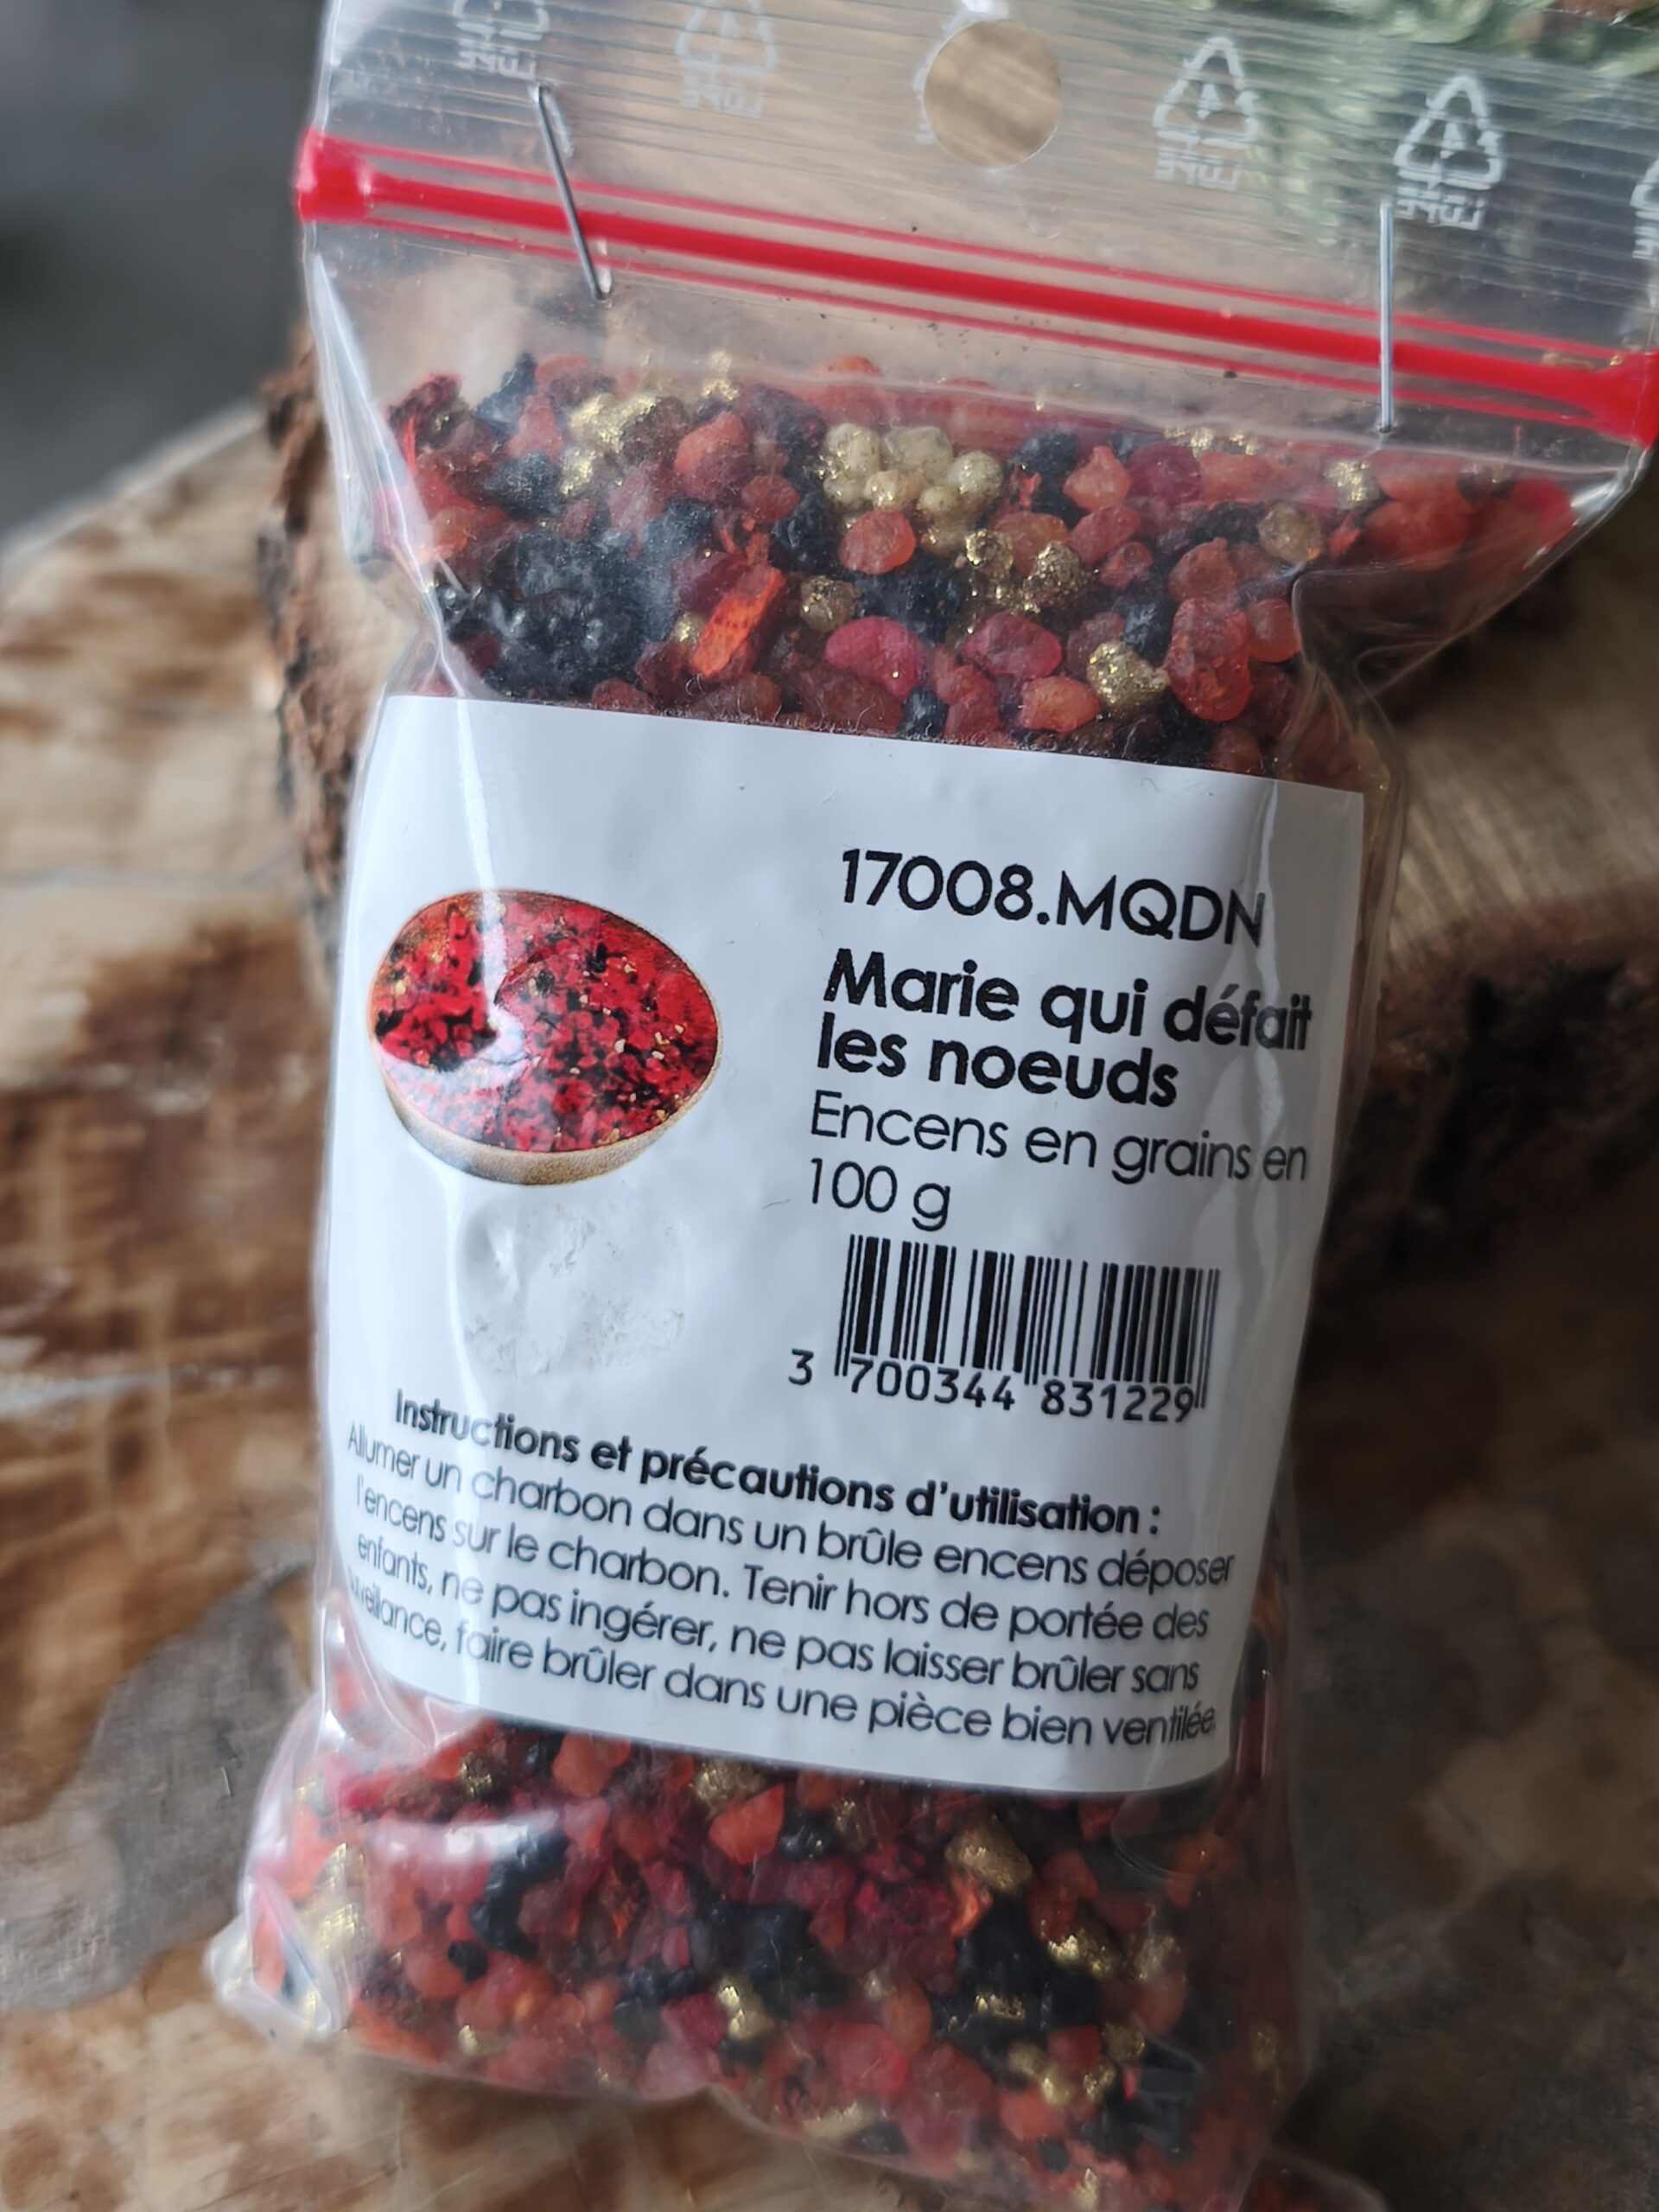 17008.MQDN
Marie qui défait
les noeuds
Encens en grains en
100 g
3 700344 831229
Instructions et précautions d'utilisation :
Allumer un charbon dans un brûle encens déposer
l'encens sur le charbon. Tenir hors de portée des
enfants, ne pas ingérer, ne pas laisser brûler sans
surveillance, faire brûler dans une pièce bien ventilée.